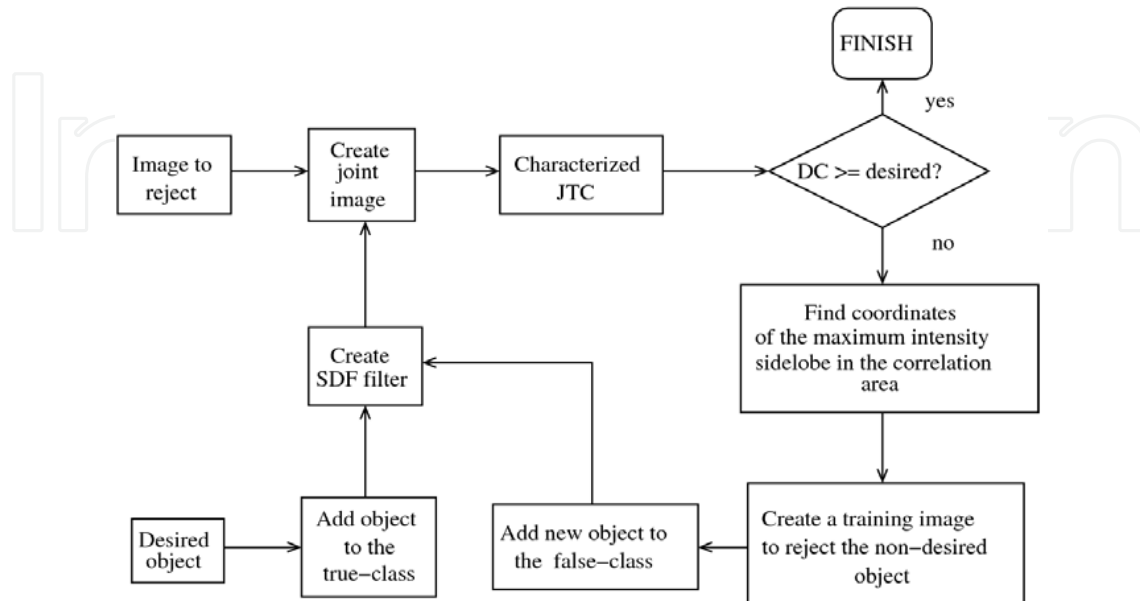 FINISH
yes
Image to
reject
Create
joint
image
Characterized
JTC
DC >= desired?
no
Find coordinates
of the maximum intensity
sidelobe in the correlation
area
Create
SDF filter
Desired
object
Add object
to the
true−class
Add new object to
the false−class
Create a training image
to reject the non−desired
object